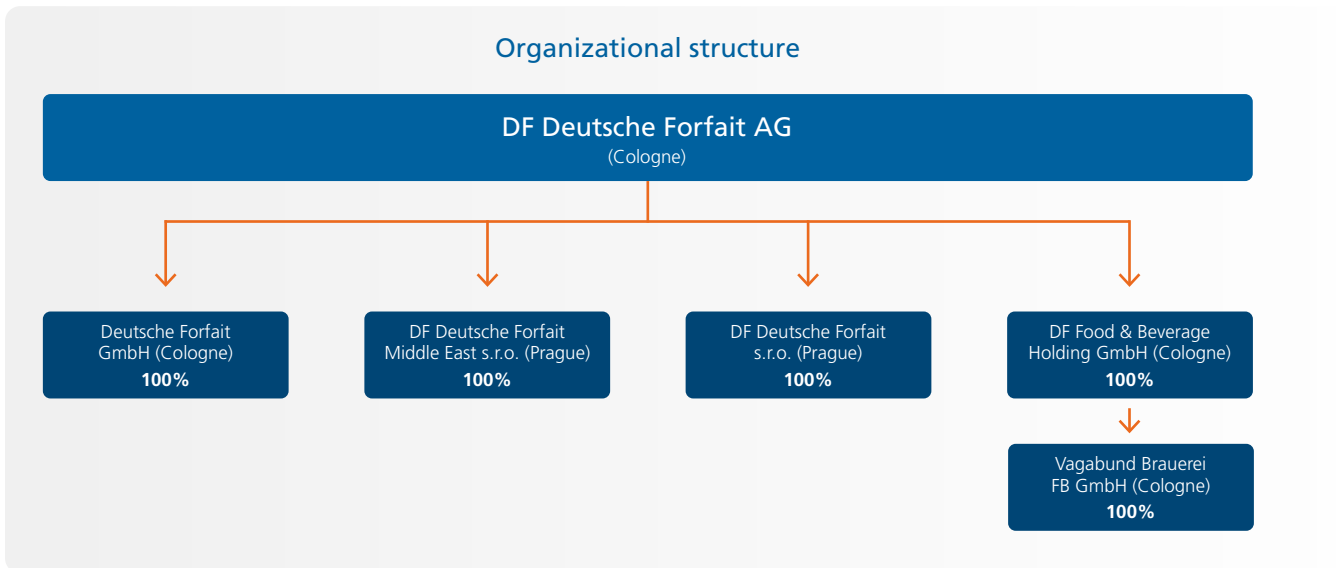 Organizational structure
DF Deutsche Forfait AG
(Cologne)
Deutsche Forfait
GmbH (Cologne)
100%
DF Deutsche Forfait
Middle East s.r.o. (Prague)
100%
DF Deutsche Forfait
s.r.o. (Prague)
100%
DF Food & Beverage
Holding GmbH (Cologne)
100%
Vagabund Brauerei
FB GmbH (Cologne)
100%